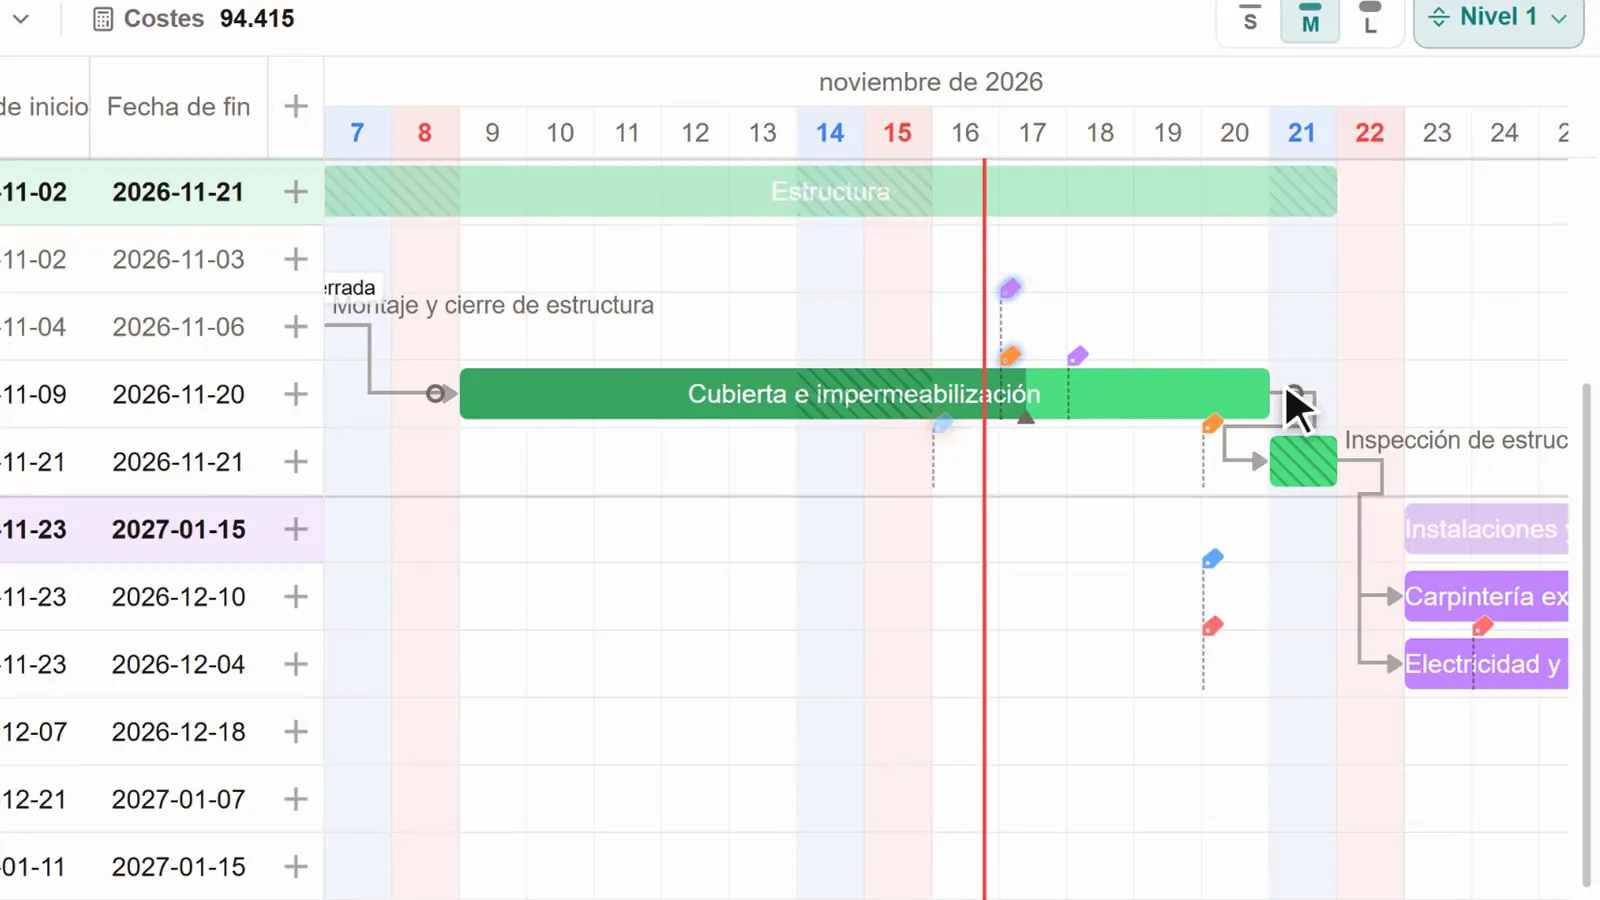 Costes 94.415
S
M
L
Nivel 1
de inicio
Fecha de fin
noviembre de 2026
7 8 9 10 11 12 13 14 15 16 17 18 19 20 21 22 23 24 2
-11-02 2026-11-21
Estructura
-11-02 2026-11-03
errada
Montaje y cierre de estructura
-11-04 2026-11-06
-11-09 2026-11-20
Cubierta e impermeabilización
-11-21 2026-11-21
Inspección de estruc
-11-23 2027-01-15
Instalaciones y
-11-23 2026-12-10
Carpintería ex
-11-23 2026-12-04
Electricidad y
12-07 2026-12-18
12-21 2027-01-07
01-11 2027-01-15